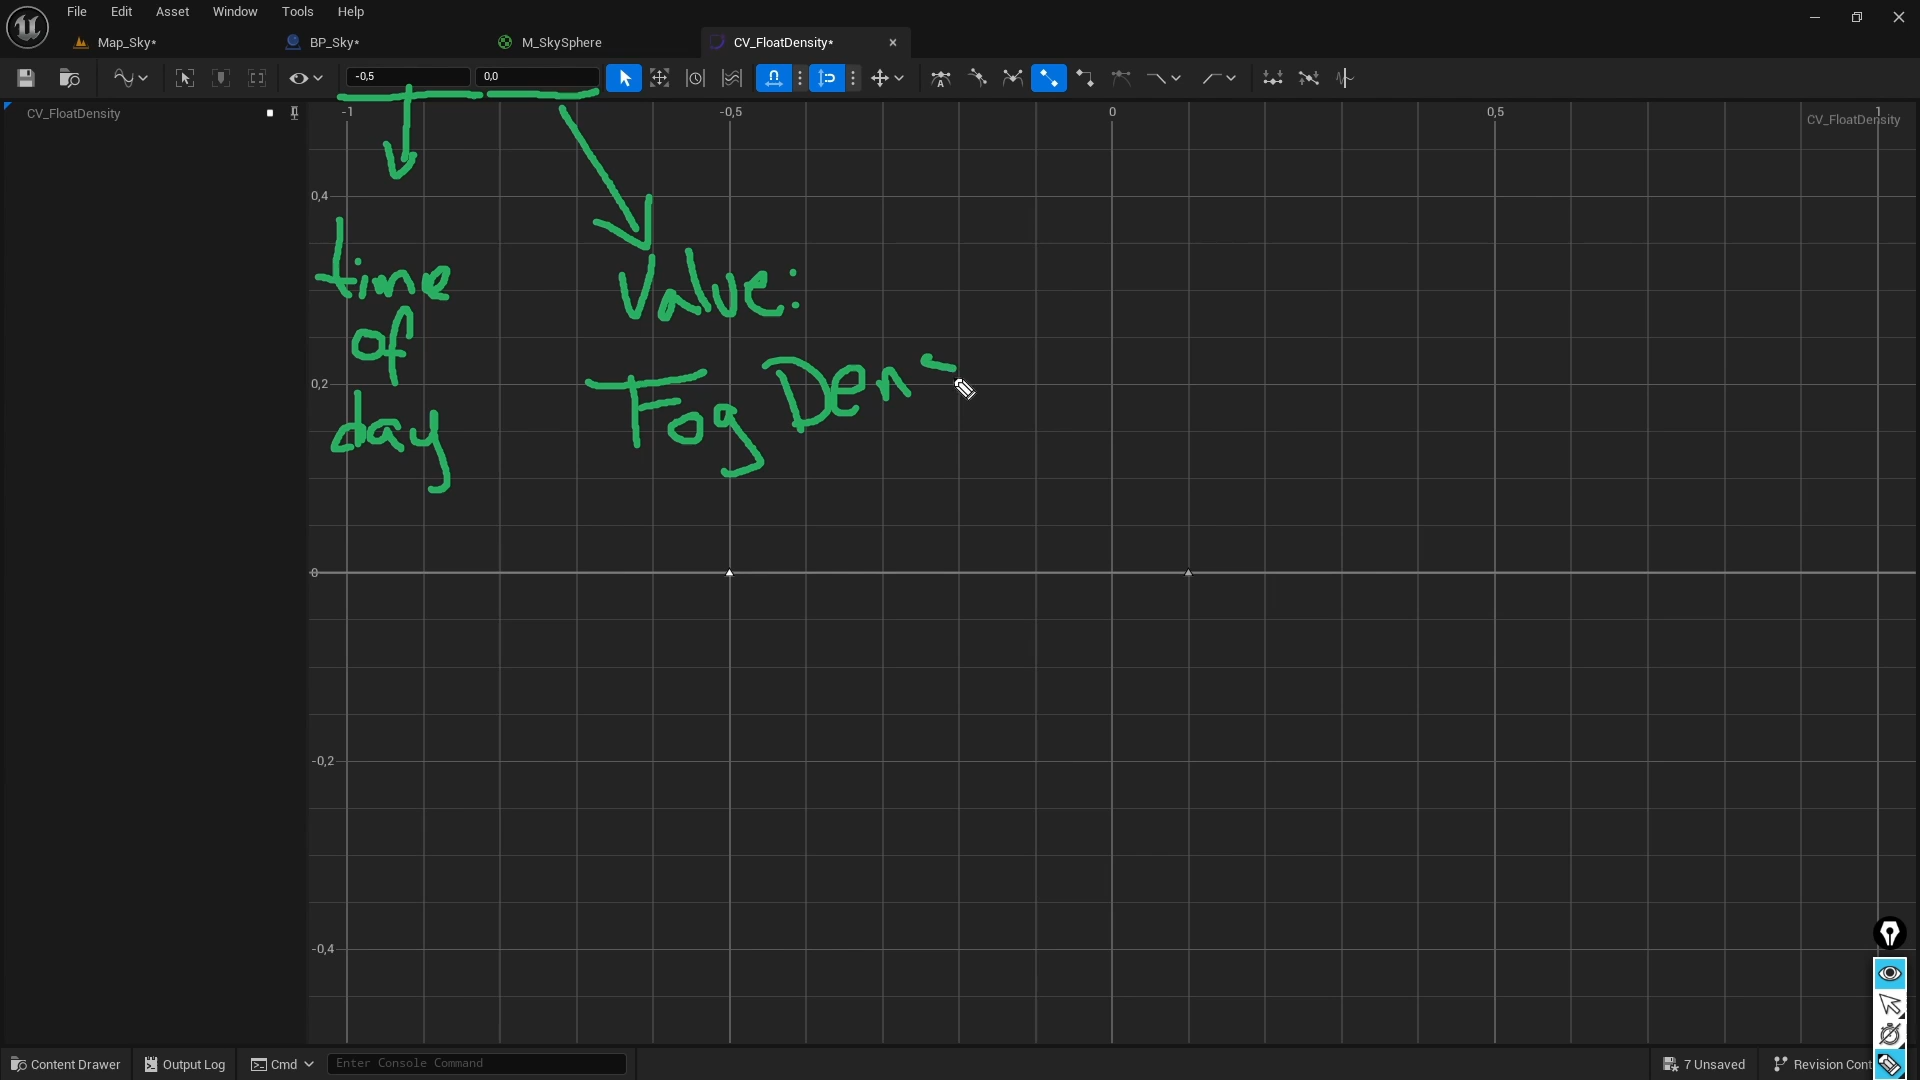 File Edit Asset Window Tools Help
Map_Sky* BP_Sky* M_SkySphere CV_FloatDensity*
-0,5 0,0
CV_FloatDensity
-1 -0,5 0 0,5 1
CV_FloatDensity
0,4
0,2
0
-0,2
-0,4
time
of
day
Value:
Fog Den
Content Drawer Output Log Cmd Enter Console Command 7 Unsaved Revision Cont